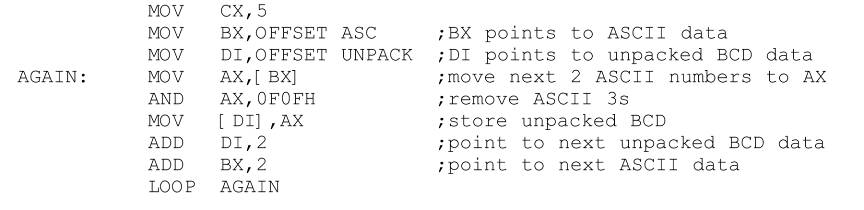 MOV CX,5
MOV BX,OFFSET ASC ;BX points to ASCII data
MOV DI,OFFSET UNPACK ;DI points to unpacked BCD data
AGAIN: MOV AX,[ BX] ;move next 2 ASCII numbers to AX
AND AX,0F0FH ;remove ASCII 3s
MOV [ DI] ,AX ;store unpacked BCD
ADD DI,2 ;point to next unpacked BCD data
ADD BX,2 ;point to next ASCII data
LOOP AGAIN